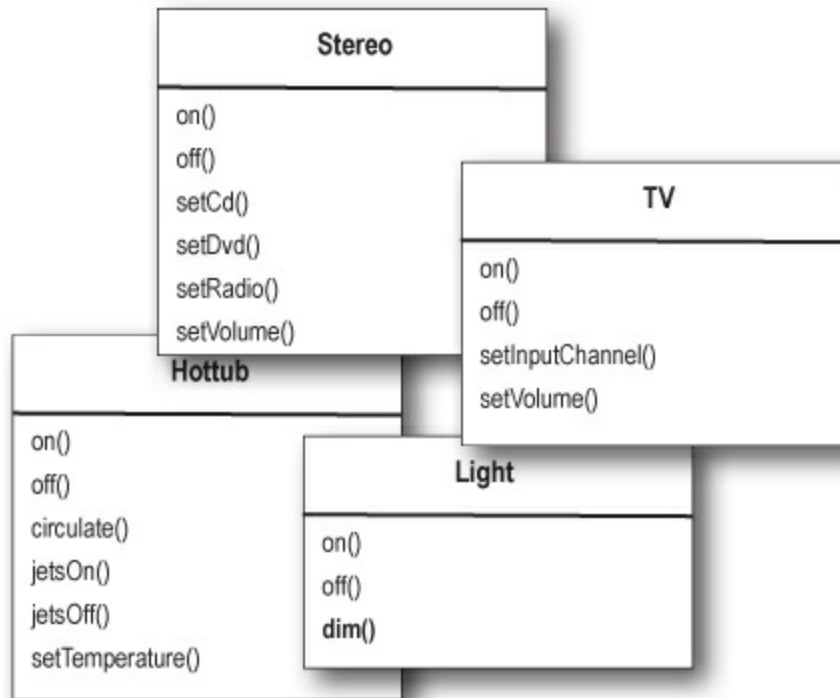 Stereo
on()
off()
setCd()
setDvd()
setRadio()
setVolume()
TV
on()
off()
setInputChannel()
setVolume()
Hottub
on()
off()
circulate()
jetsOn()
jetsOff()
setTemperature()
Light
on()
off()
dim()